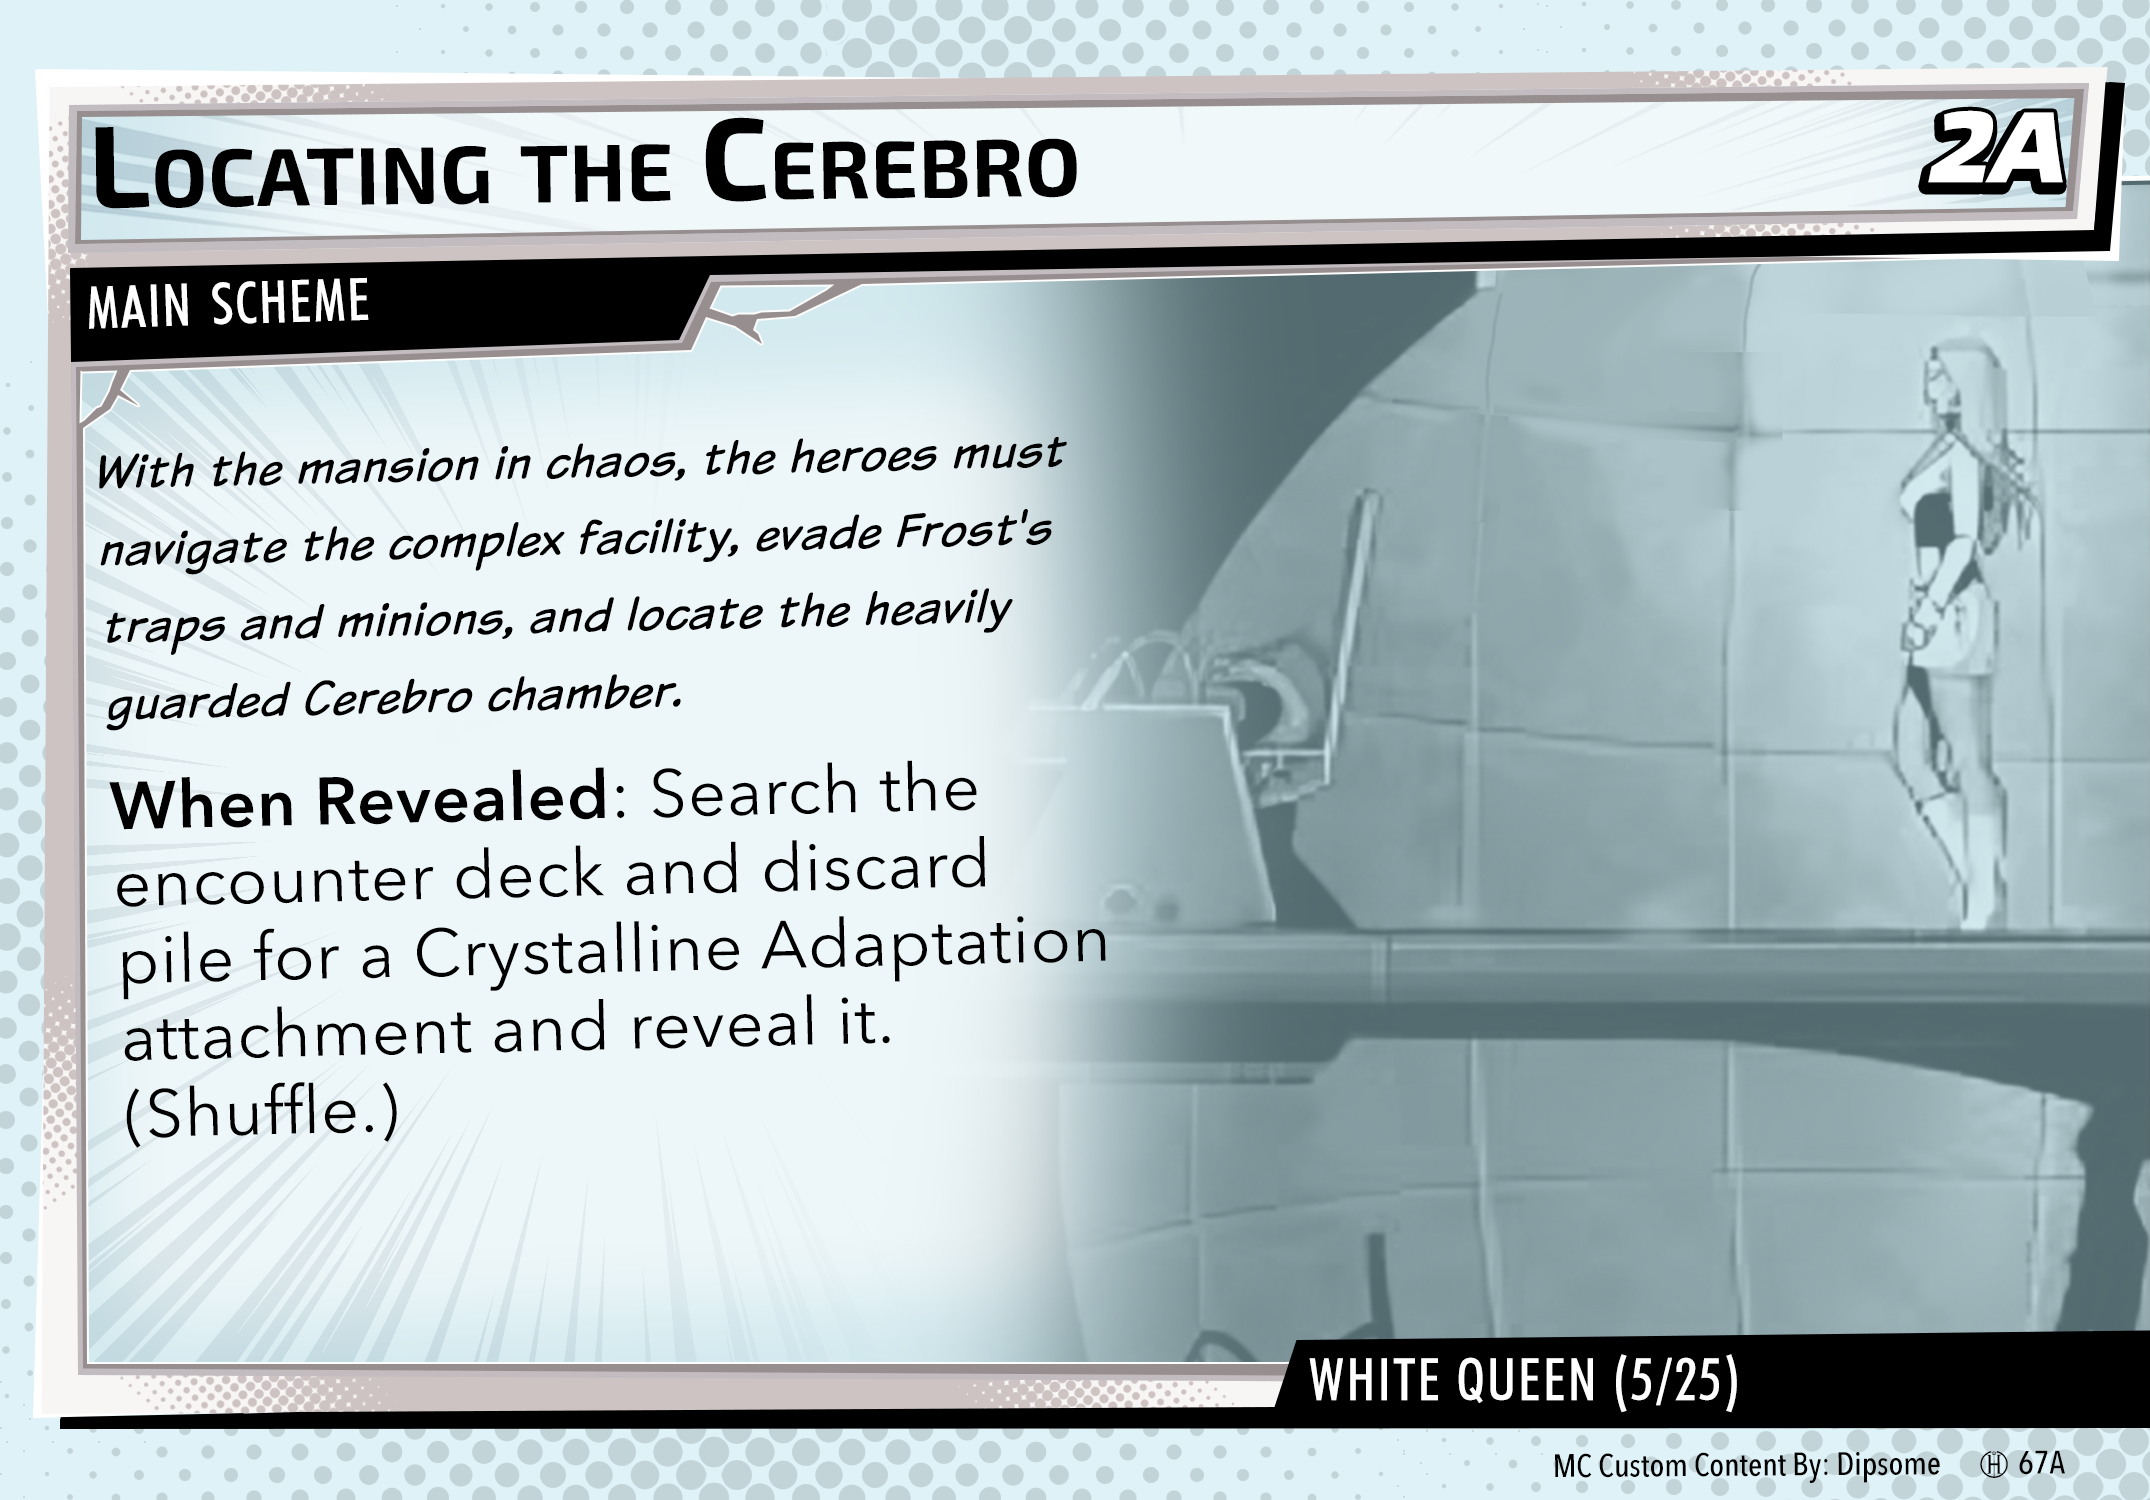 Locating the Cerebro
2A
MAIN SCHEME
With the mansion in chaos, the heroes must
navigate the complex facility, evade Frost's
traps and minions, and locate the heavily
guarded Cerebro chamber.
When Revealed: Search the
encounter deck and discard
pile for a Crystalline Adaptation
attachment and reveal it.
(Shuffle.)
WHITE QUEEN (5/25)
MC Custom Content By: Dipsome Ⓗ 67A